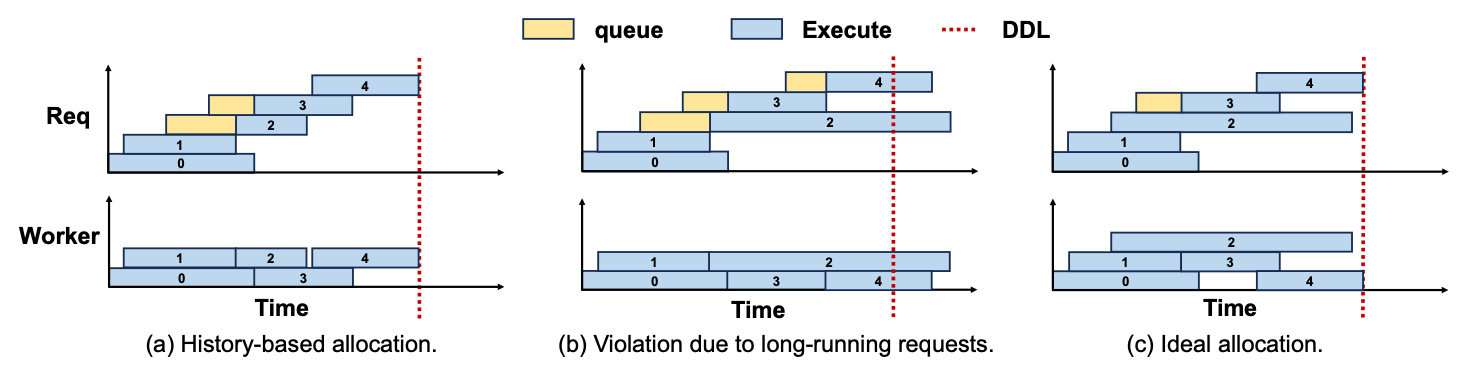 queue Execute DDL
Req
4
3
2
1
0
4
3
2
1
0
4
3
2
1
0
Worker
1 2 4
0 3
1 2
0 3 4
2
1 3
0 4
Time Time Time
(a) History-based allocation. (b) Violation due to long-running requests. (c) Ideal allocation.